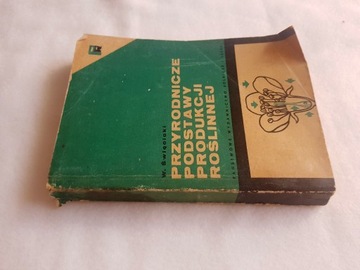 W. Święcicki
PRZYRODNICZE
PODSTAWY
PRODUKCJI
ROŚLINNEJ